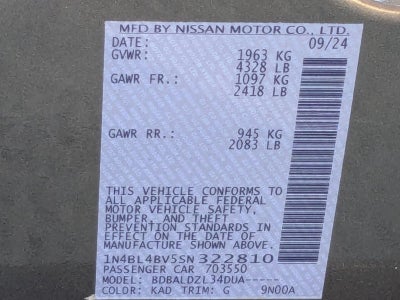 MFD BY NISSAN MOTOR CO., LTD.
DATE: 09/24
GVWR: 1963 KG
4328 LB
GAWR FR.: 1097 KG
2418 LB
GAWR RR.: 945 KG
2083 LB
THIS VEHICLE CONFORMS TO
ALL APPLICABLE FEDERAL
MOTOR VEHICLE SAFETY,
BUMPER, AND THEFT
PREVENTION STANDARDS IN
EFFECT ON THE DATE OF
MANUFACTURE SHOWN ABOVE.
1N4BL4BV5SN322810
PASSENGER CAR 703550
MODEL: BDBALDZL34DUA-----
COLOR: KAD TRIM: G 9N00A